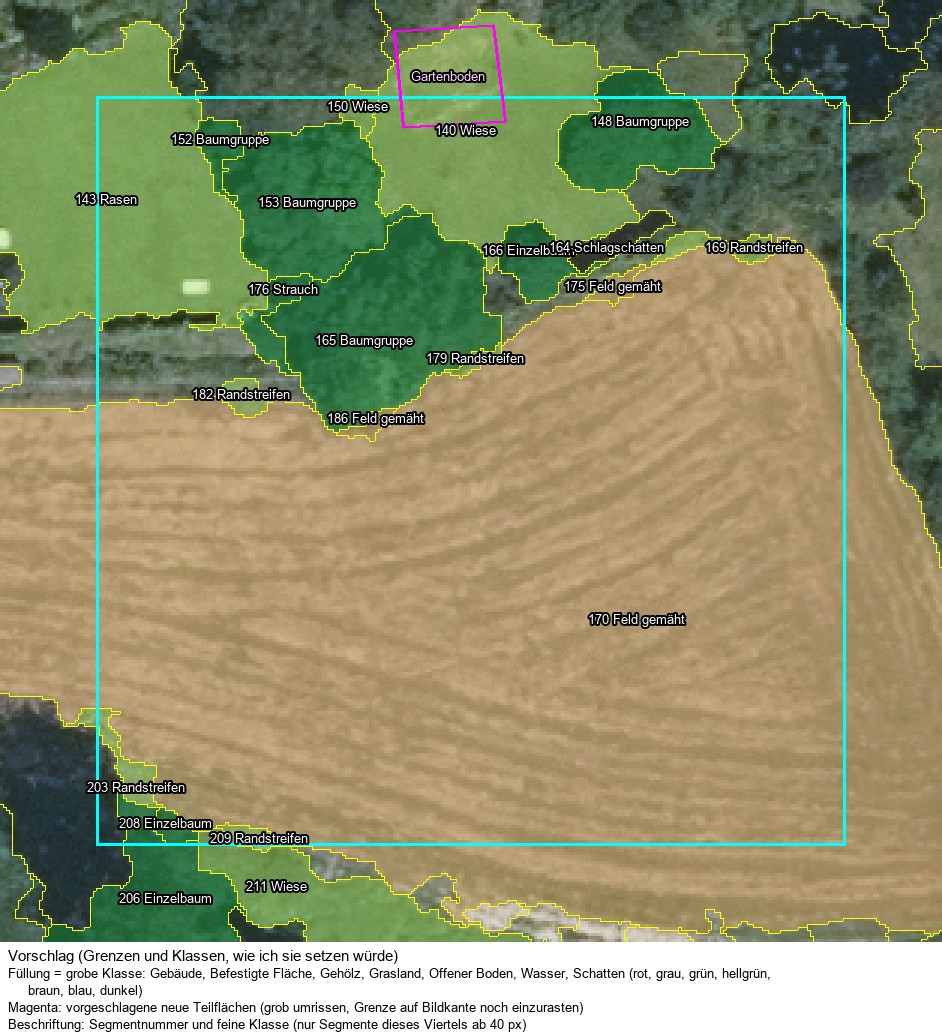 Gartenboden
150 Wiese
140 Wiese
148 Baumgruppe
152 Baumgruppe
143 Rasen
153 Baumgruppe
166 Einzelbaum
164 Schlagschatten
169 Randstreifen
176 Strauch
175 Feld gemäht
165 Baumgruppe
179 Randstreifen
182 Randstreifen
186 Feld gemäht
170 Feld gemäht
203 Randstreifen
208 Einzelbaum
209 Randstreifen
211 Wiese
206 Einzelbaum
Vorschlag (Grenzen und Klassen, wie ich sie setzen würde)
Füllung = grobe Klasse: Gebäude, Befestigte Fläche, Gehölz, Grasland, Offener Boden, Wasser, Schatten (rot, grau, grün, hellgrün,
braun, blau, dunkel)
Magenta: vorgeschlagene neue Teilflächen (grob umrissen, Grenze auf Bildkante noch einzurasten)
Beschriftung: Segmentnummer und feine Klasse (nur Segmente dieses Viertels ab 40 px)